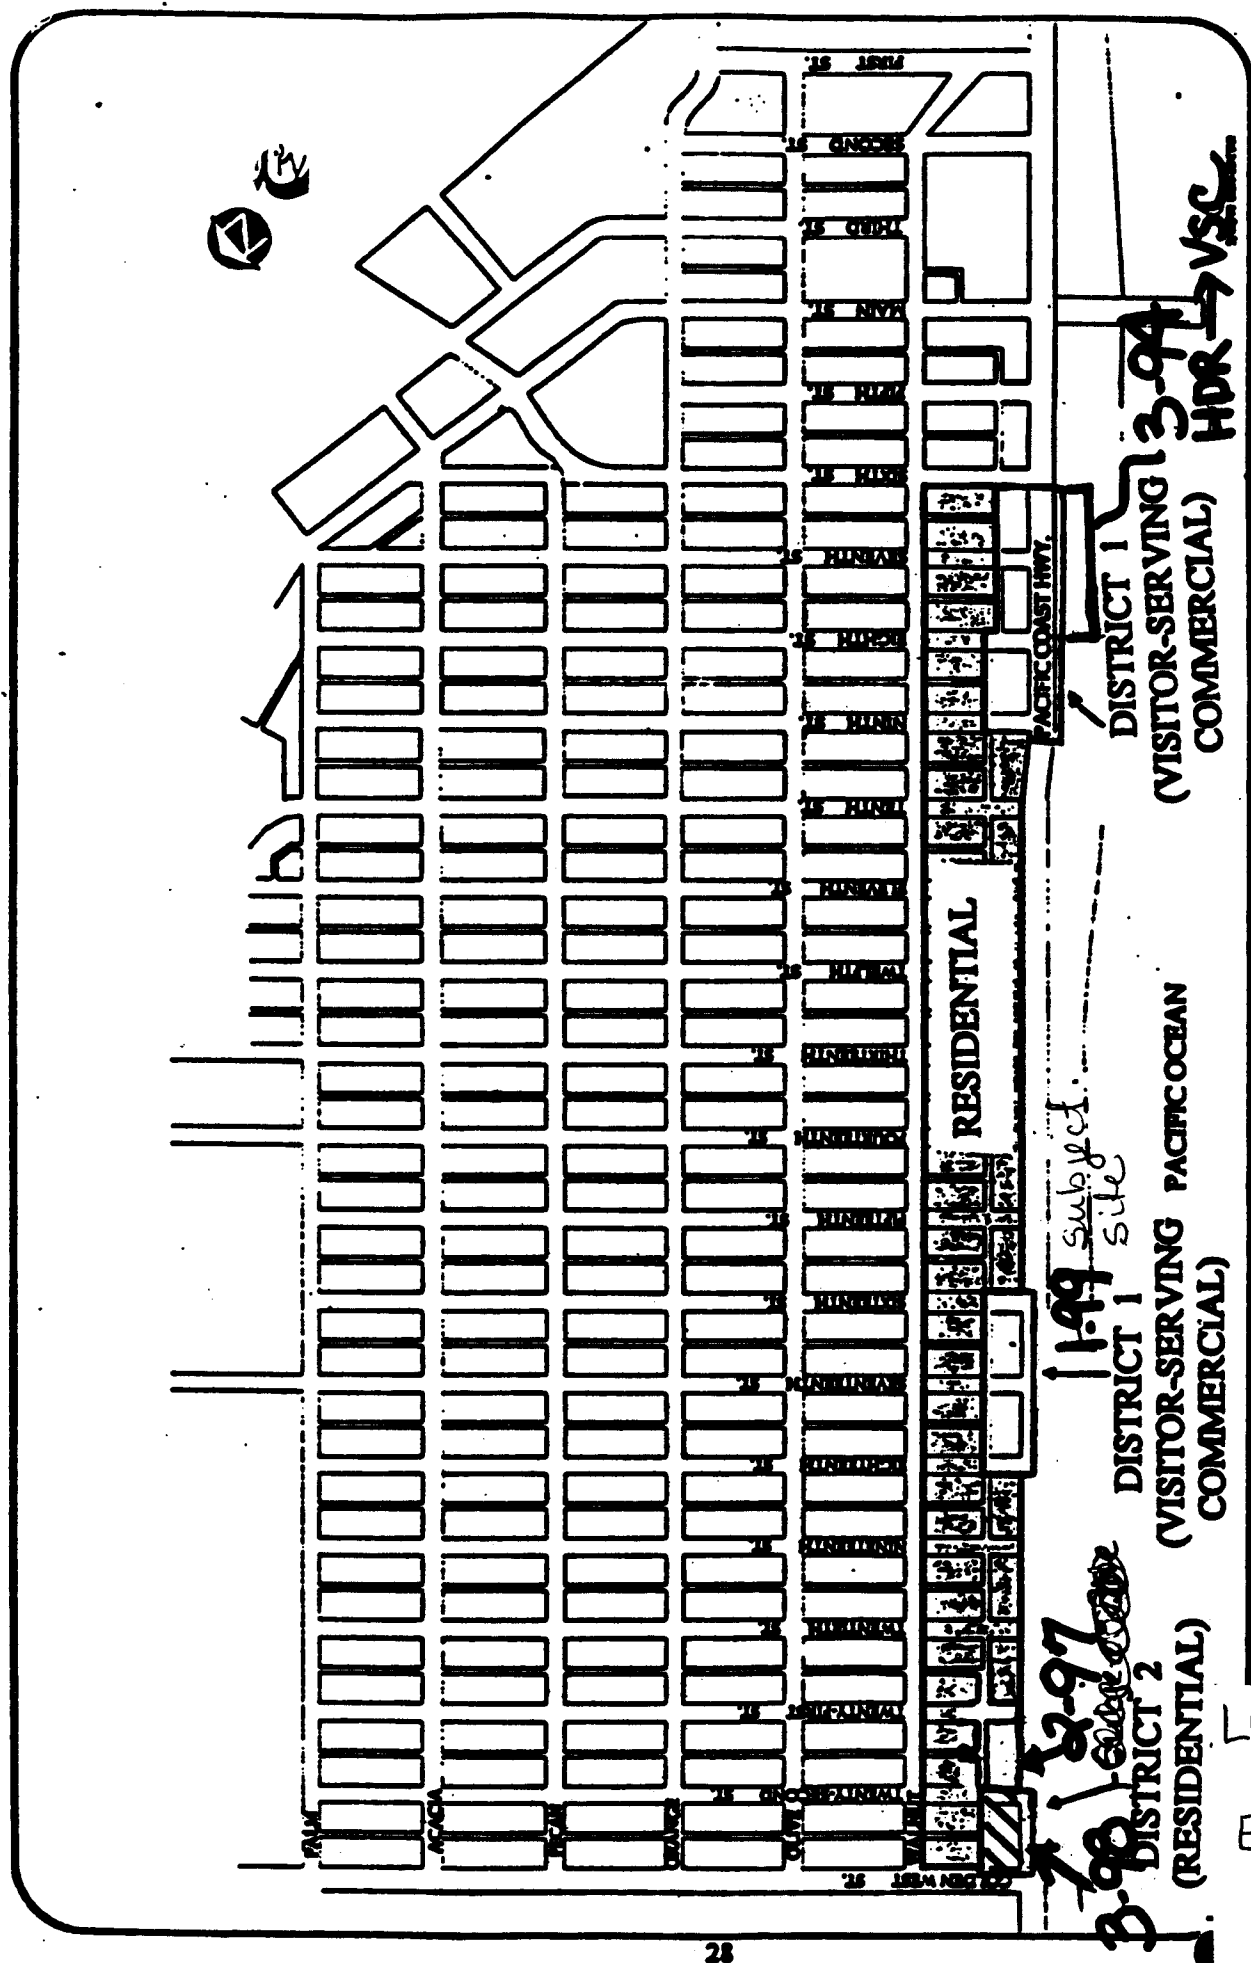 FIRST ST.
SECOND ST.
THIRD ST.
MAIN ST.
FIFTH ST.
SIXTH ST.
SEVENTH ST.
EIGHTH ST.
NINTH ST.
TENTH ST.
ELEVENTH ST.
TWELFTH ST.
THIRTEENTH ST.
FOURTEENTH ST.
FIFTEENTH ST.
SIXTEENTH ST.
SEVENTEENTH ST.
EIGHTEENTH ST.
NINETEENTH ST.
TWENTIETH ST.
TWENTY-FIRST ST.
TWENTY-SECOND ST.
GOLDEN WEST ST.
PALM
ACACIA
PECAN
ORANGE
OLIVE
WALNUT
RESIDENTIAL
PACIFIC COAST HWY.
3-94
HDR → VSC
DISTRICT 1
(VISITOR-SERVING
COMMERCIAL)
PACIFIC OCEAN
1-99 Subject
Site
DISTRICT 1
(VISITOR-SERVING
COMMERCIAL)
2-97
3-90
DISTRICT 2
(RESIDENTIAL)
28